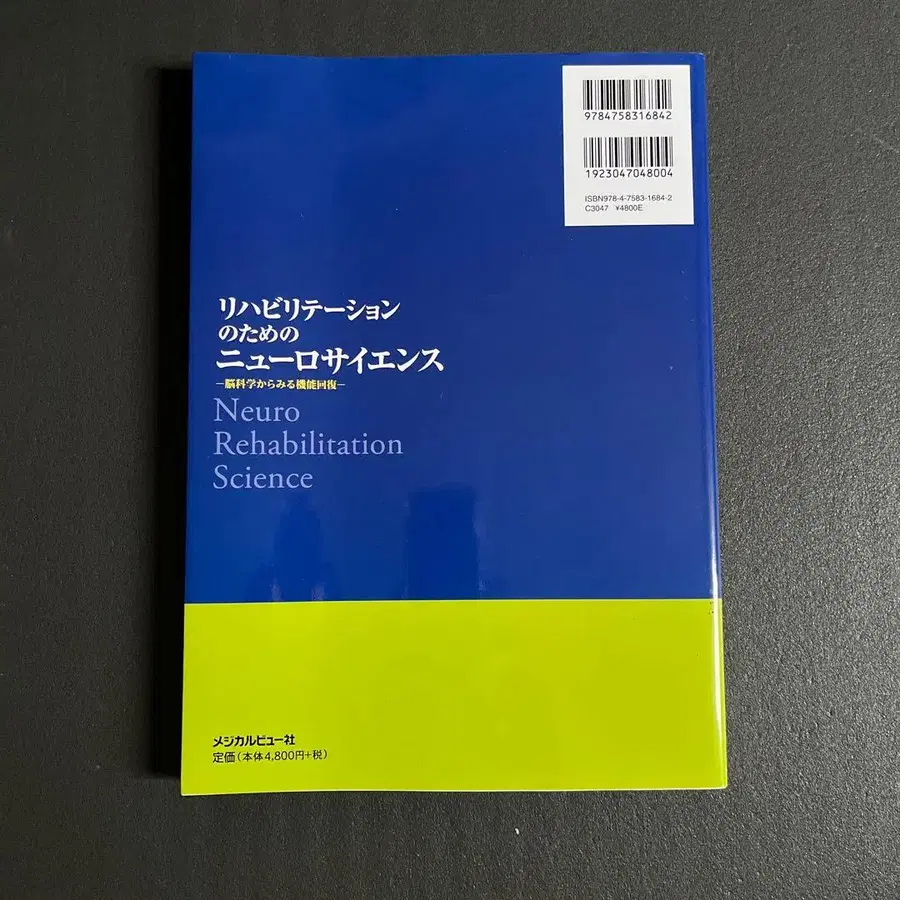 9784758316842
1923047048004
ISBN978-4-7583-1684-2
C3047 ¥4800E
リハビリテーション
のための
ニューロサイエンス
−脳科学からみる機能回復−
Neuro
Rehabilitation
Science
メジカルビュー社
定価(本体4,800円+税)